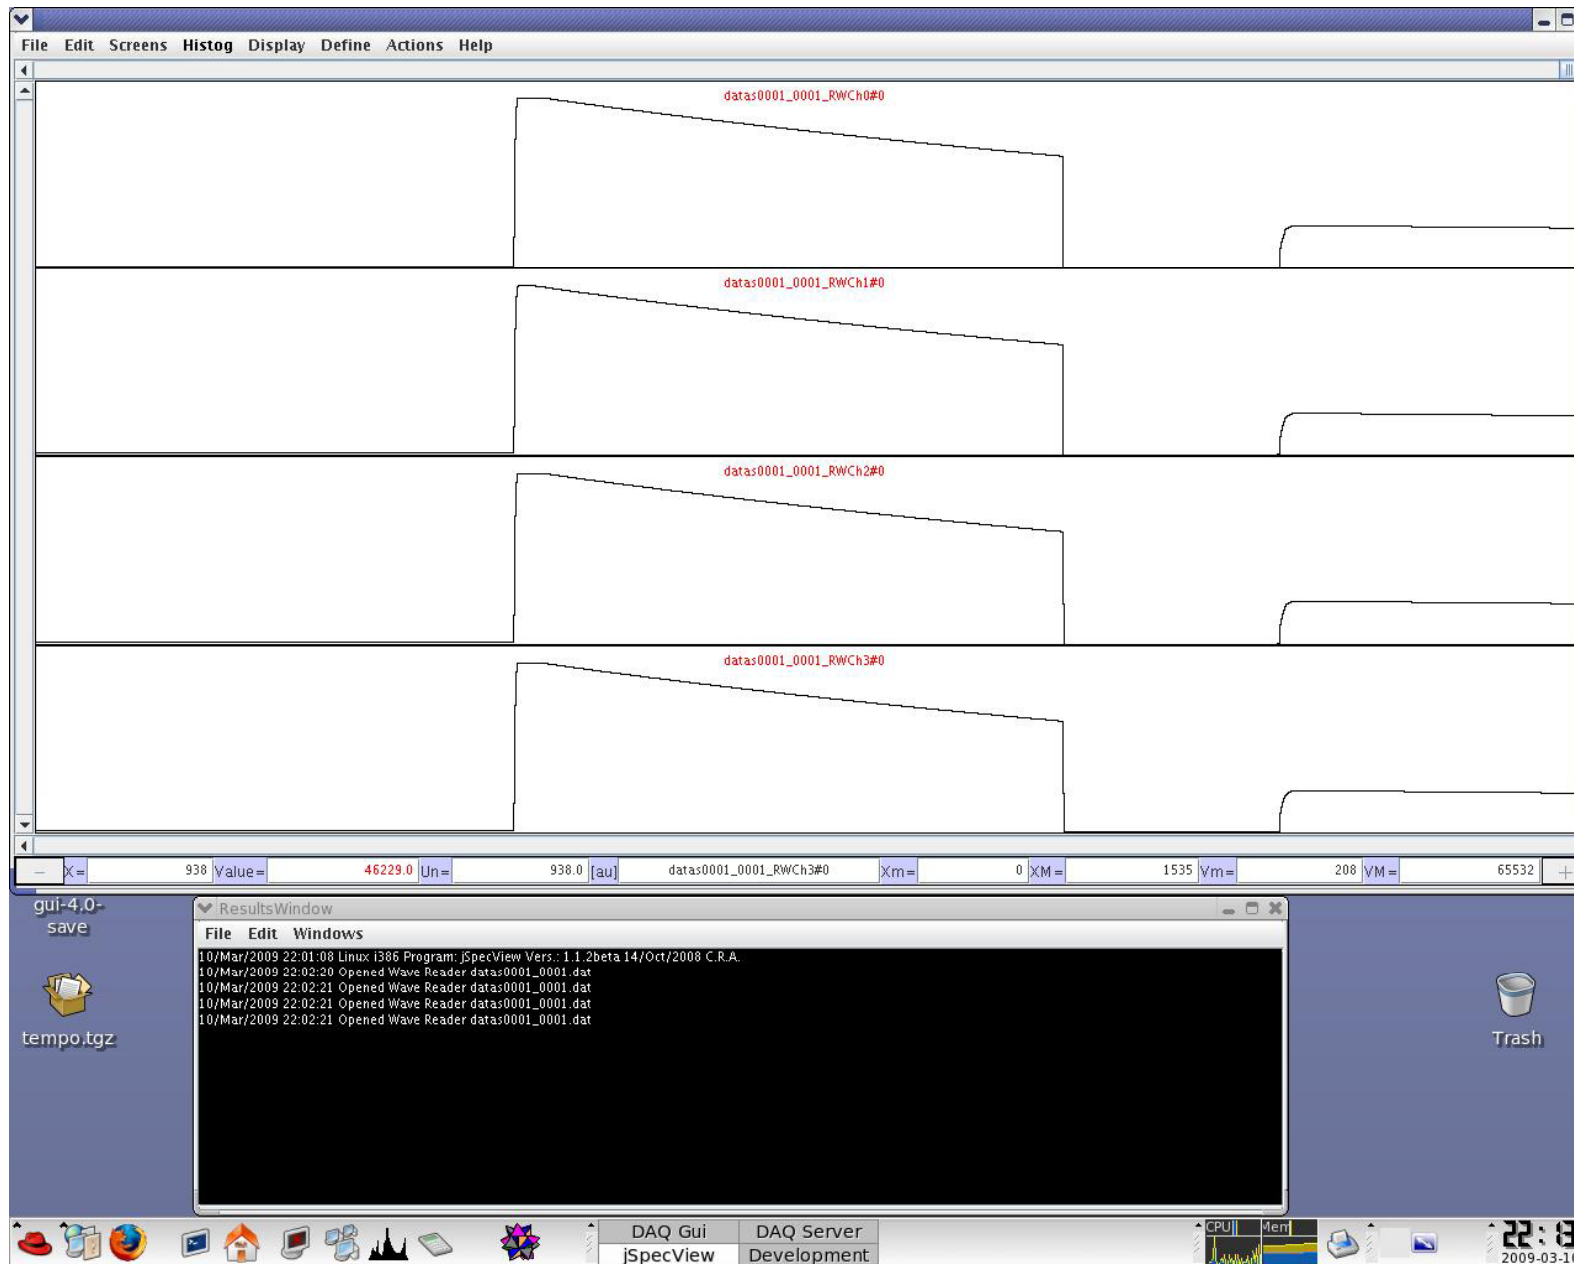 File Edit Screens Histog Display Define Actions Help
datas0001_0001_RWCh0#0
datas0001_0001_RWCh1#0
datas0001_0001_RWCh2#0
datas0001_0001_RWCh3#0
− X= 938 Value= 46229.0 Un= 938.0 [au] datas0001_0001_RWCh3#0 Xm= 0 XM= 1535 Vm= 208 VM= 65532 +
gui-4.0-
save
ResultsWindow
File Edit Windows
10/Mar/2009 22:01:08 Linux i386 Program: jSpecView Vers.: 1.1.2beta 14/Oct/2008 C.R.A.
10/Mar/2009 22:02:20 Opened Wave Reader datas0001_0001.dat
10/Mar/2009 22:02:21 Opened Wave Reader datas0001_0001.dat
10/Mar/2009 22:02:21 Opened Wave Reader datas0001_0001.dat
10/Mar/2009 22:02:21 Opened Wave Reader datas0001_0001.dat
tempo.tgz
Trash
DAQ Gui DAQ Server
jSpecView Development
CPU Mem
22:13